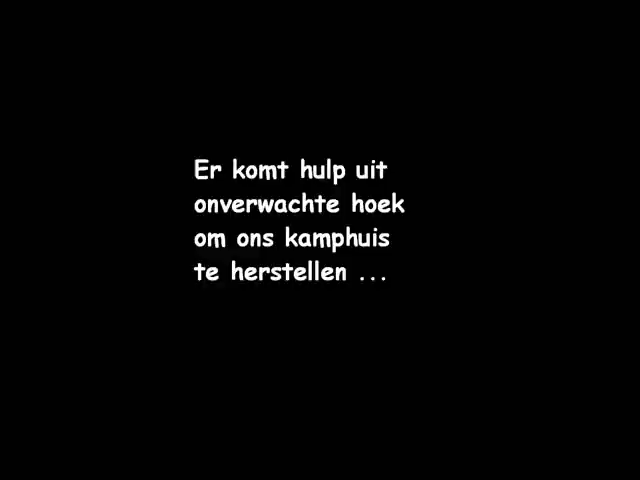 Er komt hulp uit
onverwachte hoek
om ons kamphuis
te herstellen ...